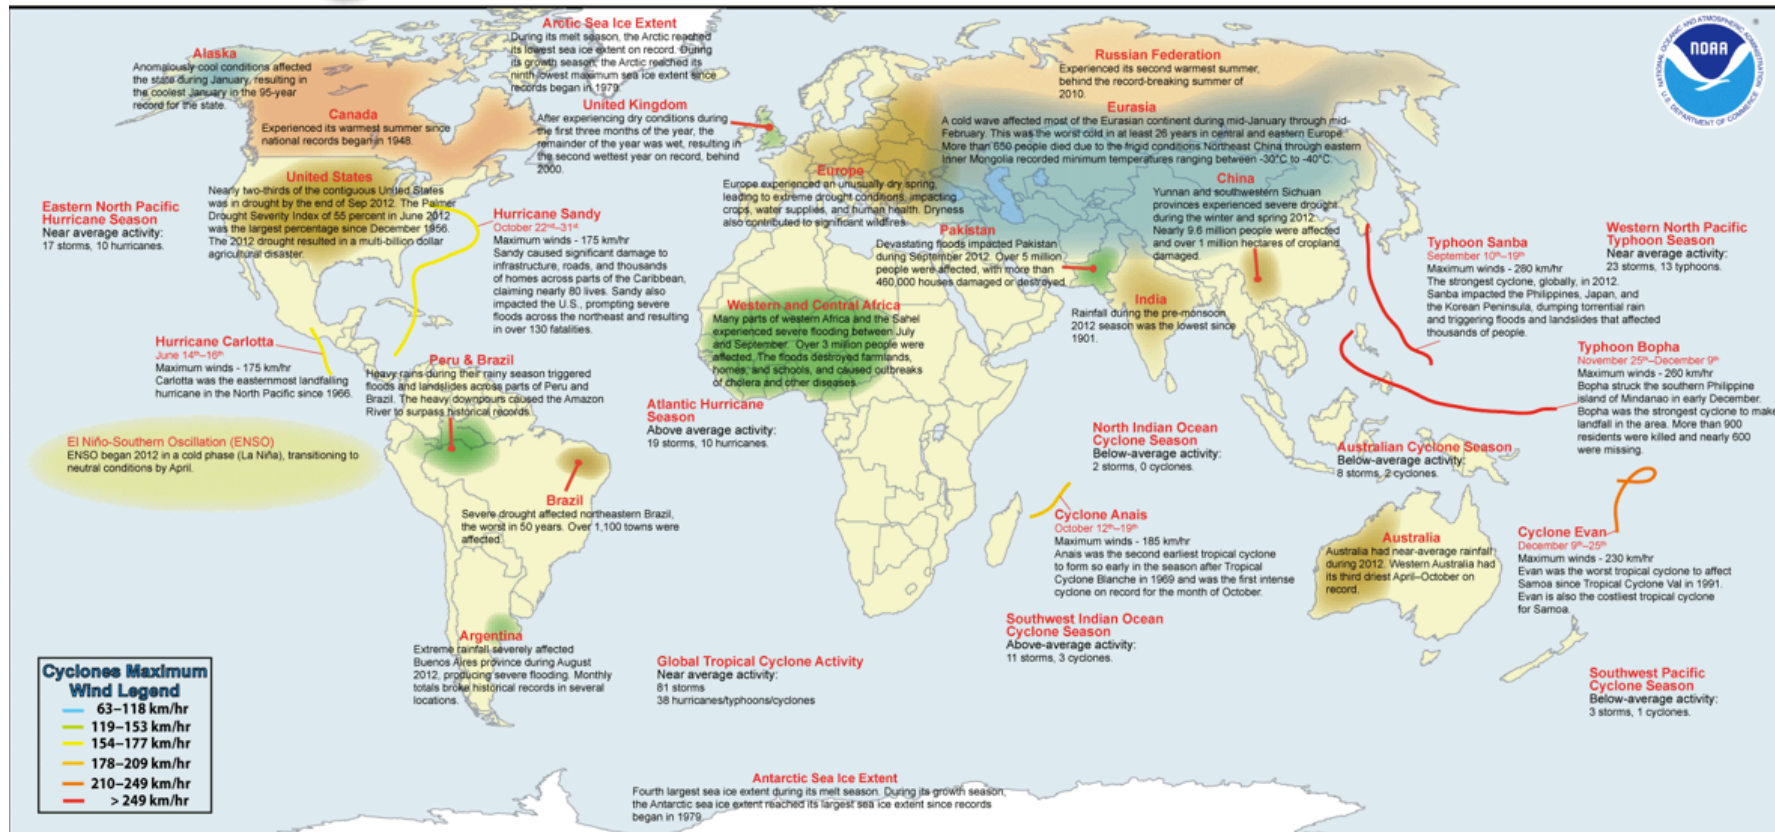 Arctic Sea Ice Extent
During its melt season, the Arctic reached
its lowest sea ice extent on record. During
its growth season, the Arctic reached its
ninth lowest maximum sea ice extent since
records began in 1979.
Alaska
Anomalously cool conditions affected
the state during January, resulting in
the coolest January in the 95-year
record for the state.
Canada
Experienced its warmest summer since
national records began in 1948.
United Kingdom
After experiencing dry conditions during
the first three months of the year, the
remainder of the year was wet, resulting in
the second wettest year on record, behind
2000.
Russian Federation
Experienced its second warmest summer,
behind the record-breaking summer of
2010.
Eurasia
A cold wave affected most of the Eurasian continent during mid-January through mid-
February. This was the worst cold in at least 26 years in central and eastern Europe.
More than 650 people died due to the frigid conditions Northeast China through eastern
Inner Mongolia recorded minimum temperatures ranging between -30°C to -40°C.
NOAA
NATIONAL OCEANIC AND ATMOSPHERIC ADMINISTRATION
U.S. DEPARTMENT OF COMMERCE
United States
Nearly two-thirds of the contiguous United States
was in drought by the end of Sep 2012. The Palmer
Drought Severity Index of 55 percent in June 2012
was the largest percentage since December 1956.
The 2012 drought resulted in a multi-billion dollar
agricultural disaster.
Eastern North Pacific
Hurricane Season
Near average activity:
17 storms, 10 hurricanes.
Hurricane Sandy
October 22nd–31st
Maximum winds - 175 km/hr
Sandy caused significant damage to
infrastructure, roads, and thousands
of homes across parts of the Caribbean,
claiming nearly 80 lives. Sandy also
impacted the U.S., prompting severe
floods across the northeast and resulting
in over 130 fatalities.
Europe
Europe experienced an unusually dry spring,
leading to extreme drought conditions, impacting
crops, water supplies, and human health. Dryness
also contributed to significant wildfires.
China
Yunnan and southwestern Sichuan
provinces experienced severe drought
during the winter and spring 2012.
Nearly 9.6 million people were affected
and over 1 million hectares of cropland
damaged.
Pakistan
Devastating floods impacted Pakistan
during September 2012. Over 5 million
people were affected, with more than
460,000 houses damaged or destroyed.
Typhoon Sanba
September 10th–19th
Maximum winds - 280 km/hr
The strongest cyclone, globally, in 2012.
Sanba impacted the Philippines, Japan, and
the Korean Peninsula, dumping torrential rain
and triggering floods and landslides that affected
thousands of people.
Western North Pacific
Typhoon Season
Near average activity:
23 storms, 13 typhoons.
India
Rainfall during the pre-monsoon
2012 season was the lowest since
1901.
Western and Central Africa
Many parts of western Africa and the Sahel
experienced severe flooding between July
and September. Over 3 million people were
affected. The floods destroyed farmlands,
homes, and schools, and caused outbreaks
of cholera and other diseases.
Hurricane Carlotta
June 14th–16th
Maximum winds - 175 km/hr
Carlotta was the easternmost landfalling
hurricane in the North Pacific since 1966.
Peru & Brazil
Heavy rains during their rainy season triggered
floods and landslides across parts of Peru and
Brazil. The heavy downpours caused the Amazon
River to surpass historical records.
Typhoon Bopha
November 25th–December 9th
Maximum winds - 260 km/hr
Bopha struck the southern Philippine
island of Mindanao in early December.
Bopha was the strongest cyclone to make
landfall in the area. More than 900
residents were killed and nearly 600
were missing.
Atlantic Hurricane
Season
Above average activity:
19 storms, 10 hurricanes.
El Niño-Southern Oscillation (ENSO)
ENSO began 2012 in a cold phase (La Niña), transitioning to
neutral conditions by April.
North Indian Ocean
Cyclone Season
Below-average activity:
2 storms, 0 cyclones.
Australian Cyclone Season
Below-average activity:
8 storms, 2 cyclones.
Brazil
Severe drought affected northeastern Brazil,
the worst in 50 years. Over 1,100 towns were
affected.
Cyclone Anais
October 12th–19th
Maximum winds - 185 km/hr
Anais was the second earliest tropical cyclone
to form so early in the season after Tropical
Cyclone Blanche in 1969 and was the first intense
cyclone on record for the month of October.
Australia
Australia had near-average rainfall
during 2012. Western Australia had
its third driest April–October on
record.
Cyclone Evan
December 9th–25th
Maximum winds - 230 km/hr
Evan was the worst tropical cyclone to affect
Samoa since Tropical Cyclone Val in 1991.
Evan is also the costliest tropical cyclone
for Samoa.
Southwest Indian Ocean
Cyclone Season
Above-average activity:
11 storms, 3 cyclones.
Argentina
Extreme rainfall severely affected
Buenos Aires province during August
2012, producing severe flooding. Monthly
totals broke historical records in several
locations.
Global Tropical Cyclone Activity
Near average activity:
81 storms
38 hurricanes/typhoons/cyclones
Southwest Pacific
Cyclone Season
Below-average activity:
3 storms, 1 cyclones.
Cyclones Maximum
Wind Legend
63–118 km/hr
119–153 km/hr
154–177 km/hr
178–209 km/hr
210–249 km/hr
> 249 km/hr
Antarctic Sea Ice Extent
Fourth largest sea ice extent during its melt season. During its growth season,
the Antarctic sea ice extent reached its largest sea ice extent since records
began in 1979.